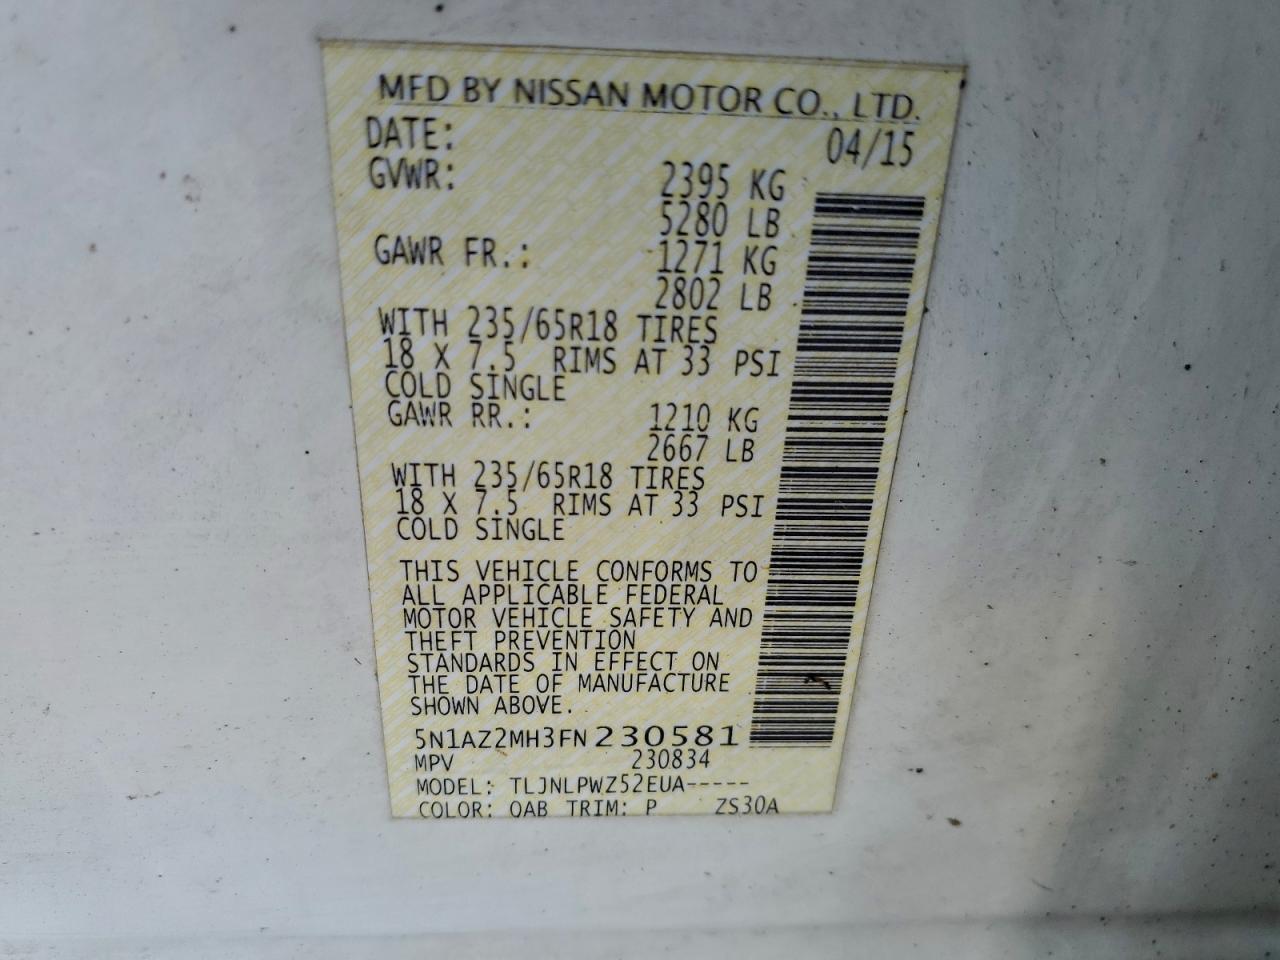 MFD BY NISSAN MOTOR CO., LTD.
DATE: 04/15
GVWR: 2395 KG
5280 LB
GAWR FR.: 1271 KG
2802 LB
WITH 235/65R18 TIRES
18 X 7.5 RIMS AT 33 PSI
COLD SINGLE
GAWR RR.: 1210 KG
2667 LB
WITH 235/65R18 TIRES
18 X 7.5 RIMS AT 33 PSI
COLD SINGLE
THIS VEHICLE CONFORMS TO
ALL APPLICABLE FEDERAL
MOTOR VEHICLE SAFETY AND
THEFT PREVENTION
STANDARDS IN EFFECT ON
THE DATE OF MANUFACTURE
SHOWN ABOVE.
5N1AZ2MH3FN230581
MPV 230834
MODEL: TLJNLPWZ52EUA-----
COLOR: QAB TRIM: P ZS30A